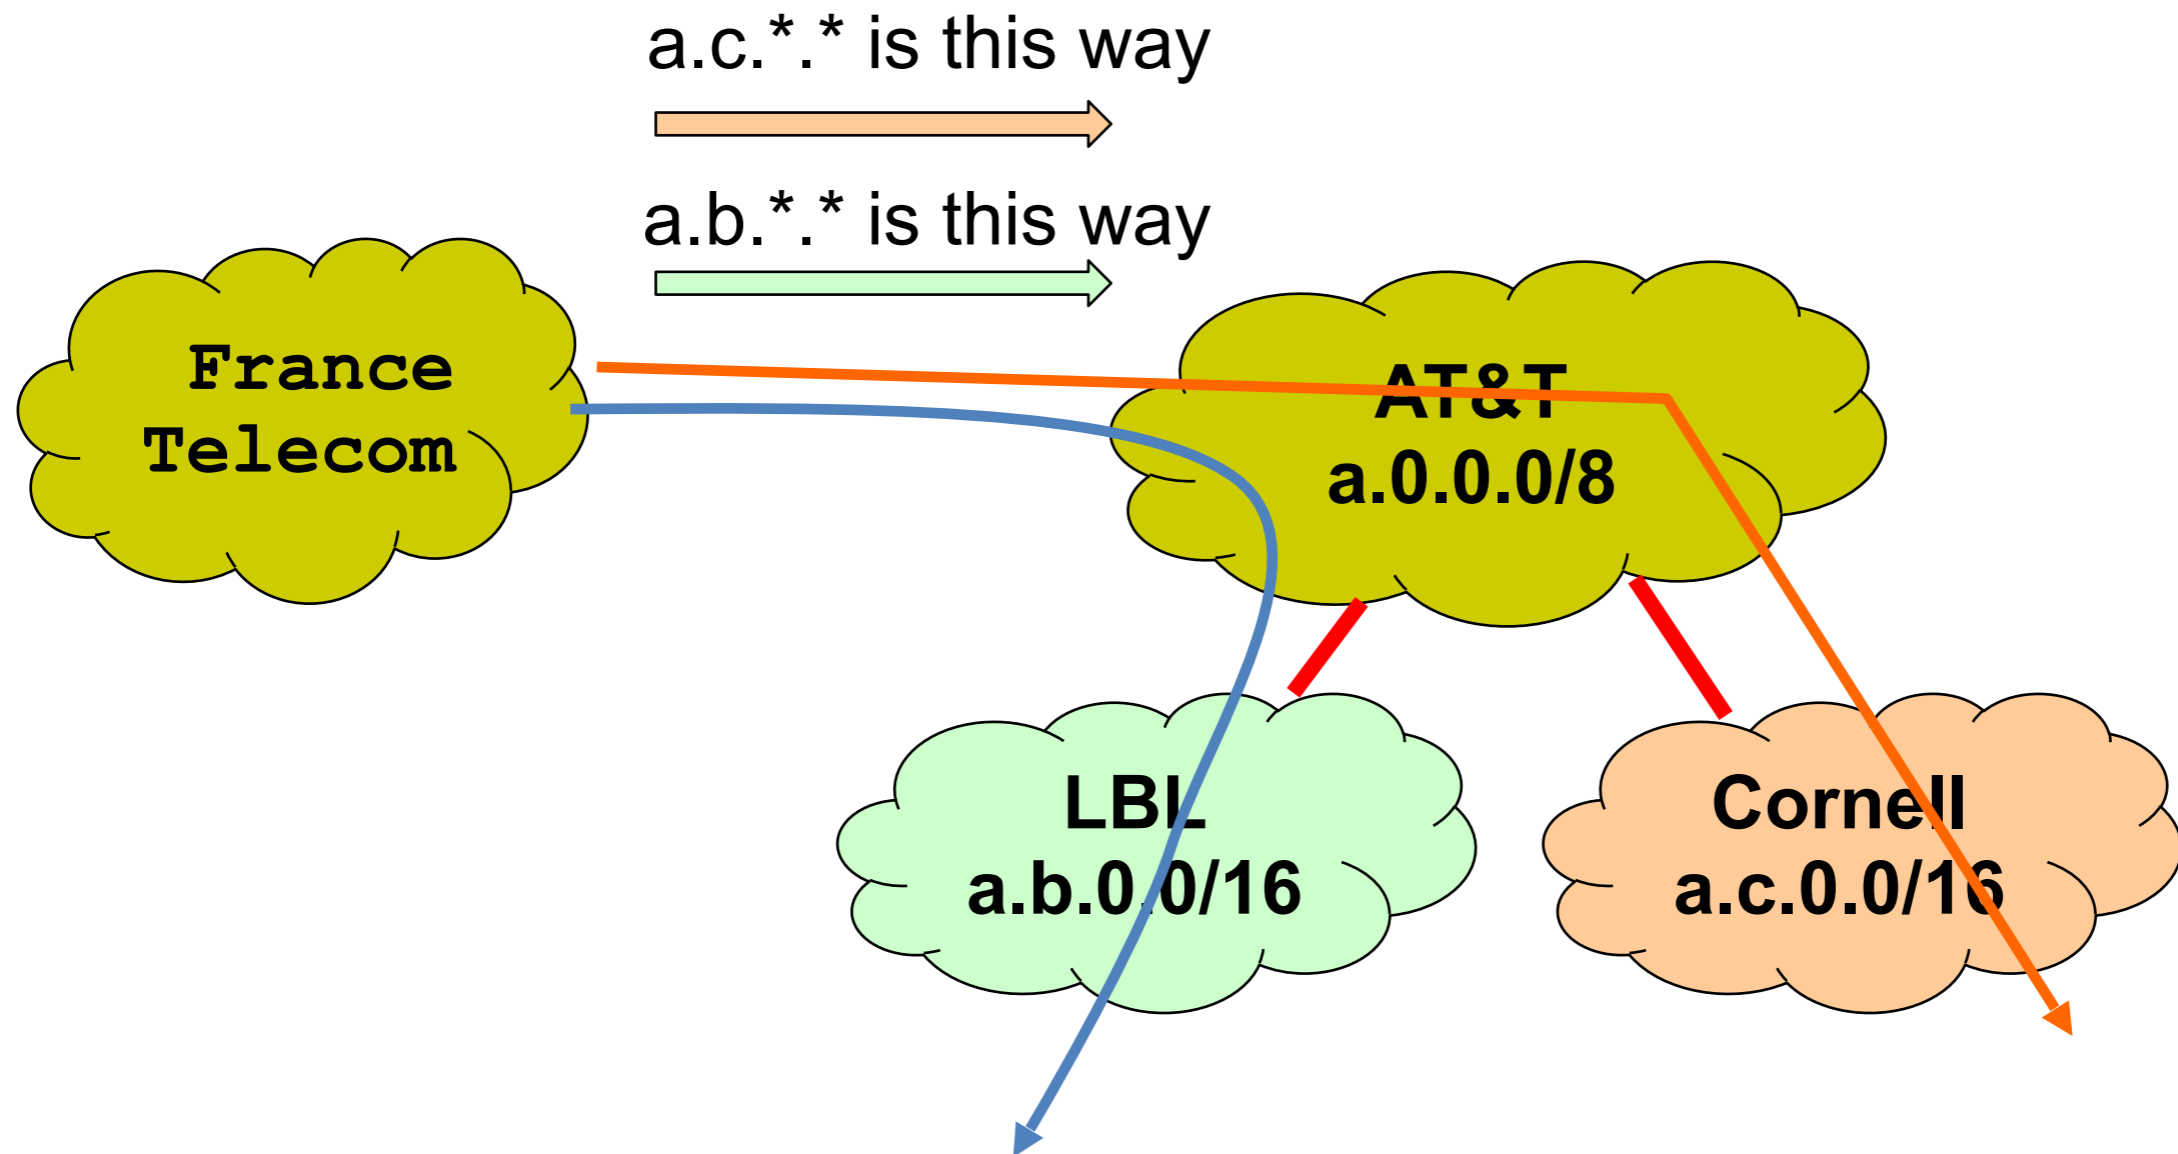 a.c.*.* is this way
a.b.*.* is this way
France
Telecom
AT&T
a.0.0.0/8
LBL
a.b.0.0/16
Cornell
a.c.0.0/16